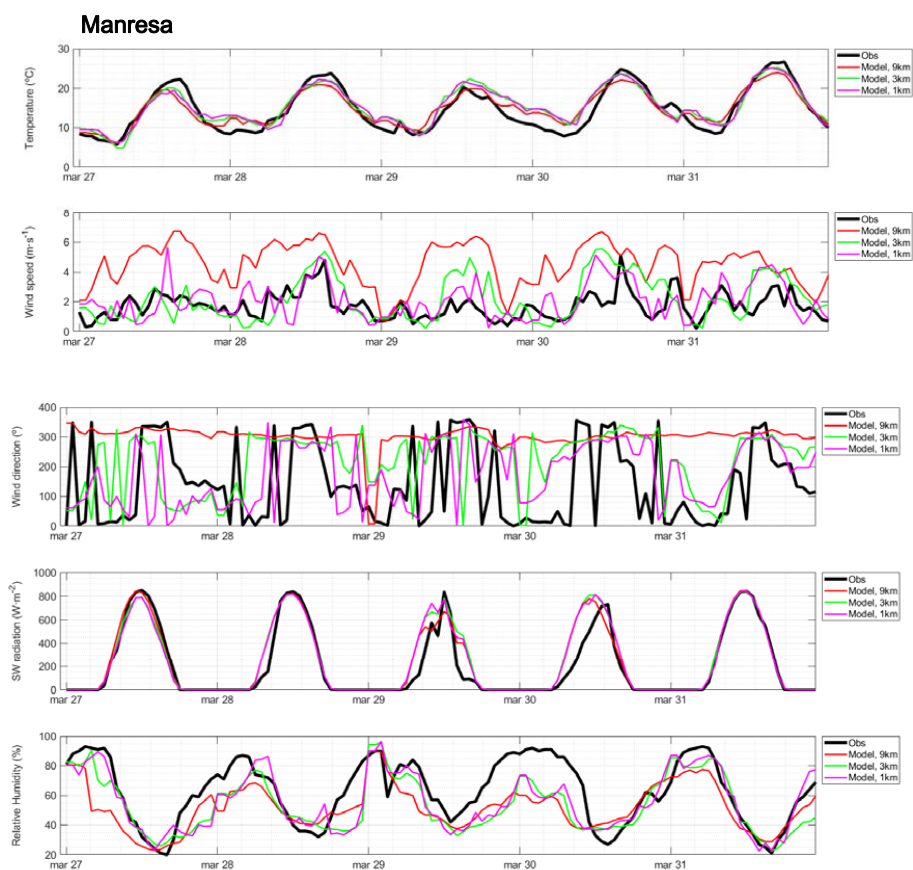 Manresa
Temperature (ºC)
30
20
10
0
mar 27
mar 28
mar 29
mar 30
mar 31
Obs
Model, 9km
Model, 3km
Model, 1km
Wind speed (m·s⁻¹)
8
6
4
2
0
mar 27
mar 28
mar 29
mar 30
mar 31
Obs
Model, 9km
Model, 3km
Model, 1km
Wind direction (º)
400
300
200
100
0
mar 27
mar 28
mar 29
mar 30
mar 31
Obs
Model, 9km
Model, 3km
Model, 1km
SW radiation (W·m⁻²)
1000
800
600
400
200
0
mar 27
mar 28
mar 29
mar 30
mar 31
Obs
Model, 9km
Model, 3km
Model, 1km
Relative Humidity (%)
100
80
60
40
20
mar 27
mar 28
mar 29
mar 30
mar 31
Obs
Model, 9km
Model, 3km
Model, 1km